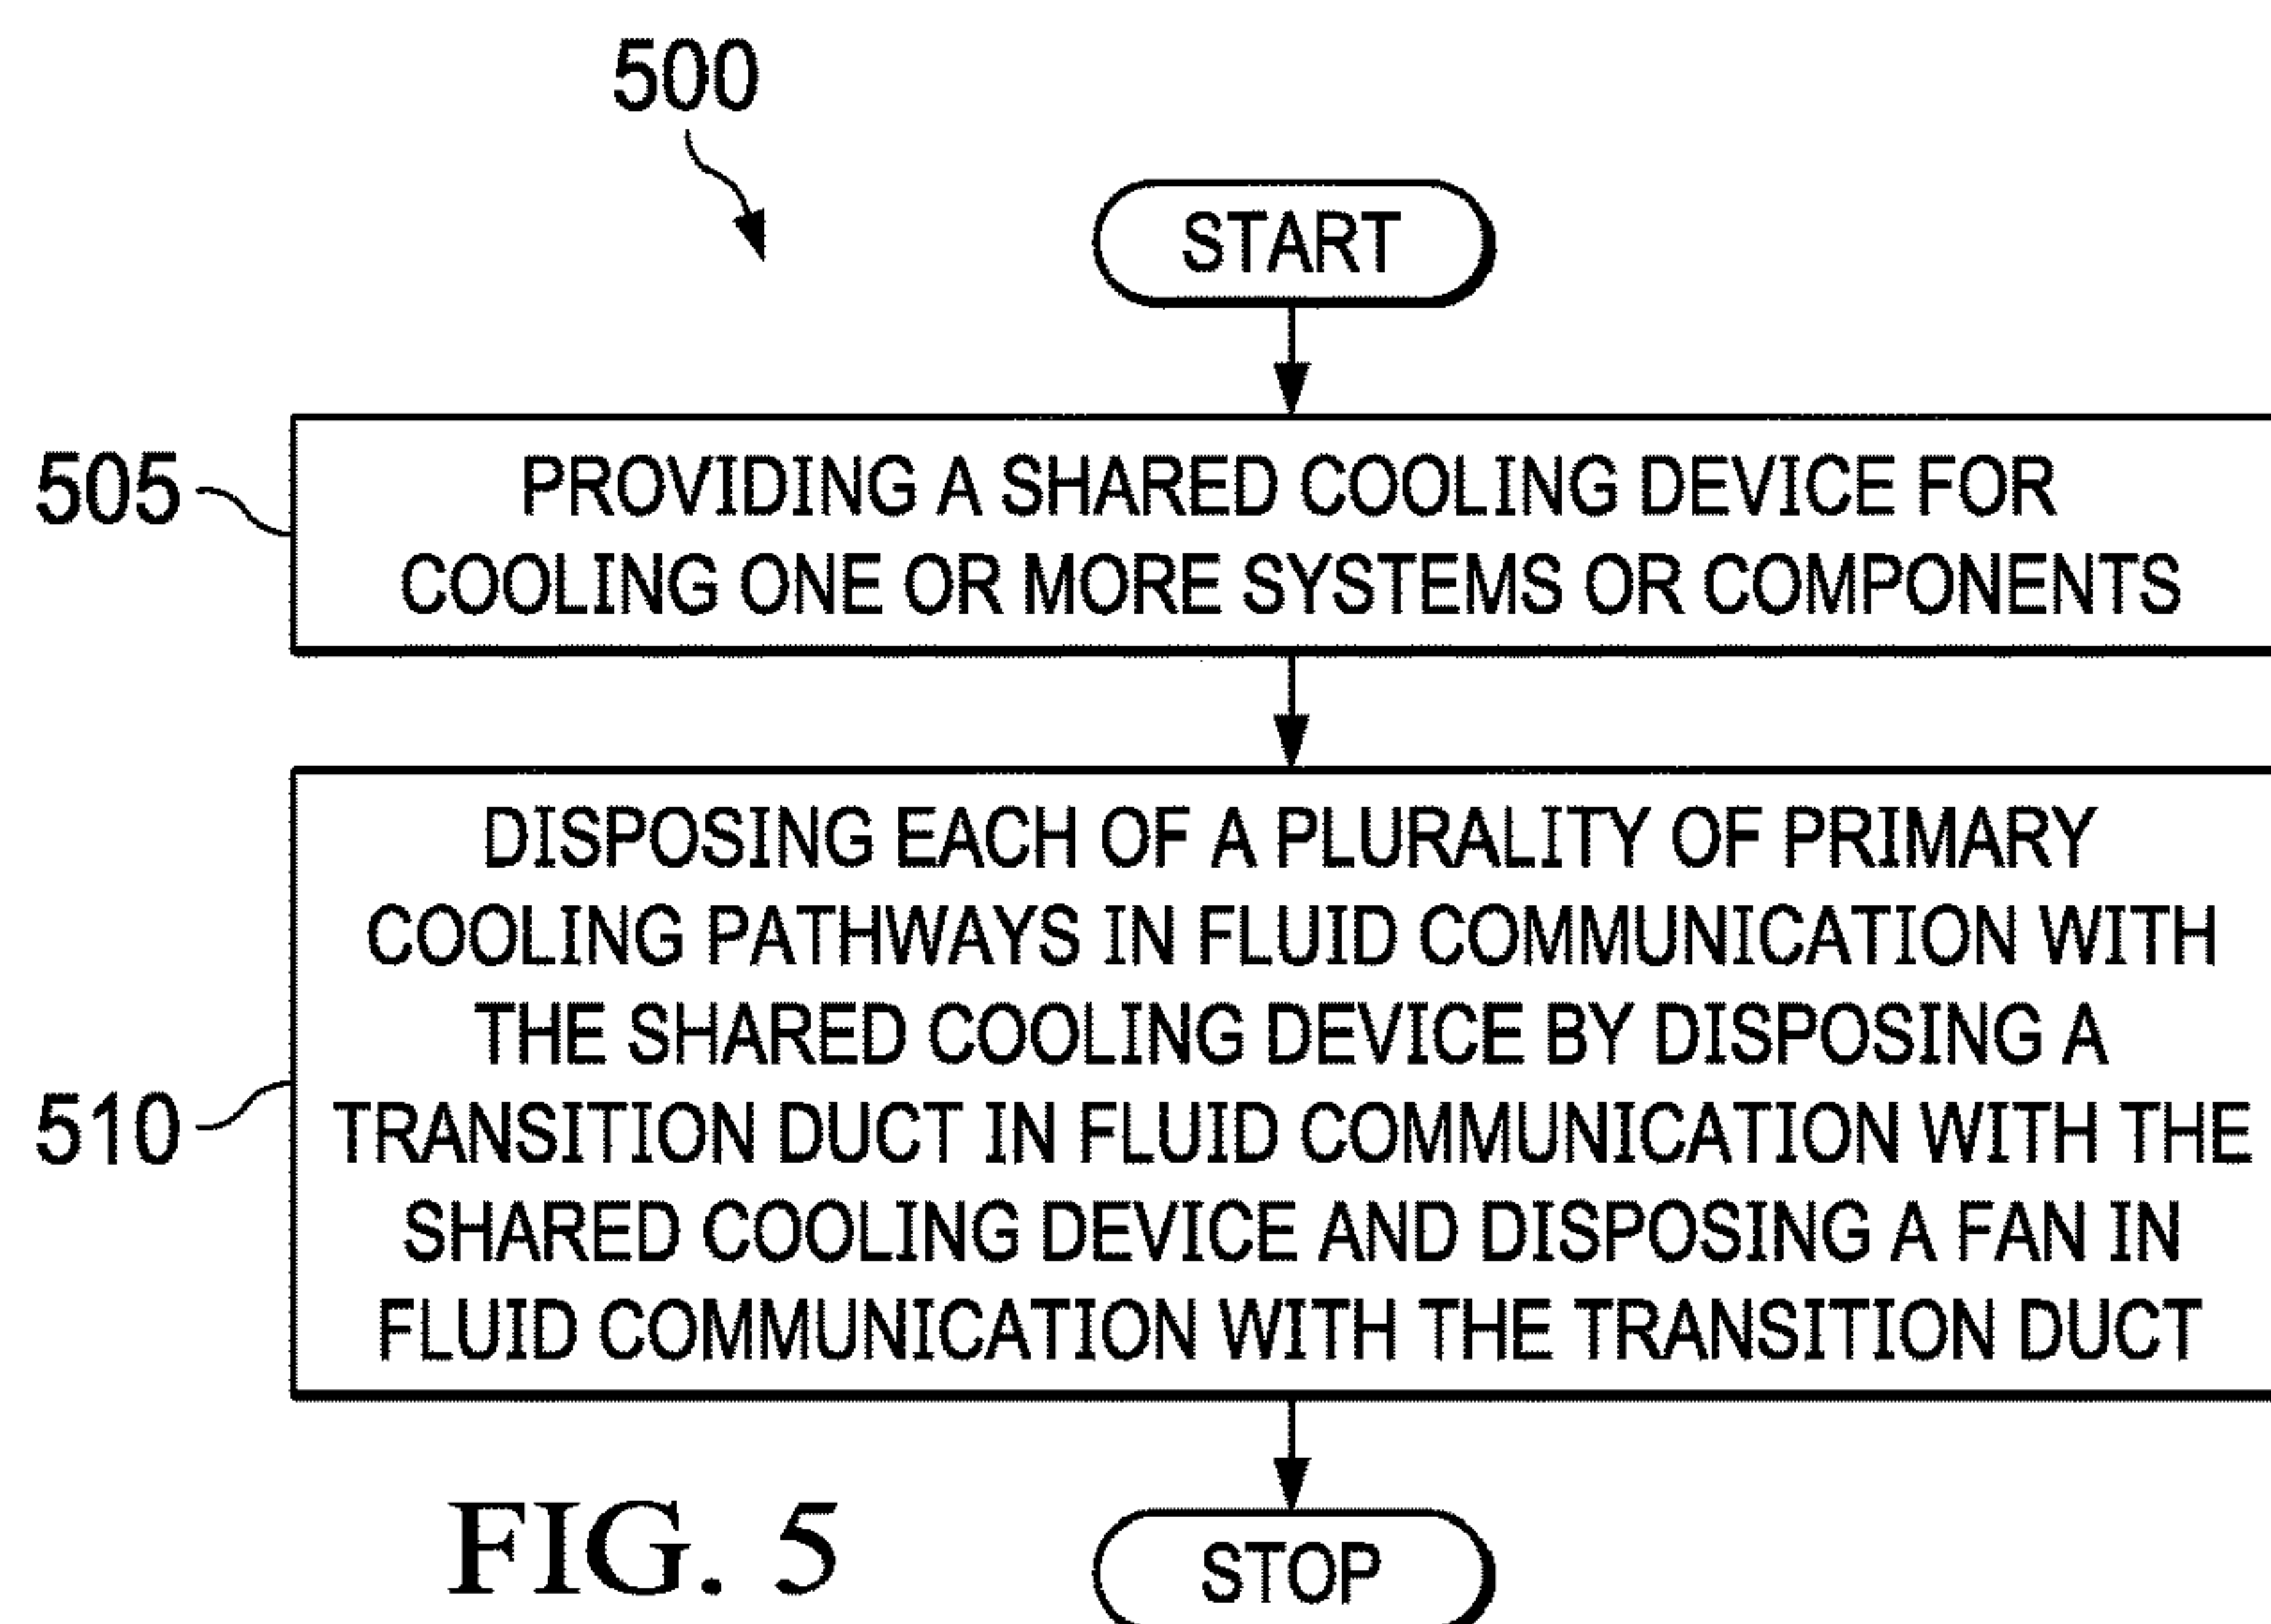 500
START
505
PROVIDING A SHARED COOLING DEVICE FOR
COOLING ONE OR MORE SYSTEMS OR COMPONENTS
510
DISPOSING EACH OF A PLURALITY OF PRIMARY
COOLING PATHWAYS IN FLUID COMMUNICATION WITH
THE SHARED COOLING DEVICE BY DISPOSING A
TRANSITION DUCT IN FLUID COMMUNICATION WITH THE
SHARED COOLING DEVICE AND DISPOSING A FAN IN
FLUID COMMUNICATION WITH THE TRANSITION DUCT
FIG. 5
STOP